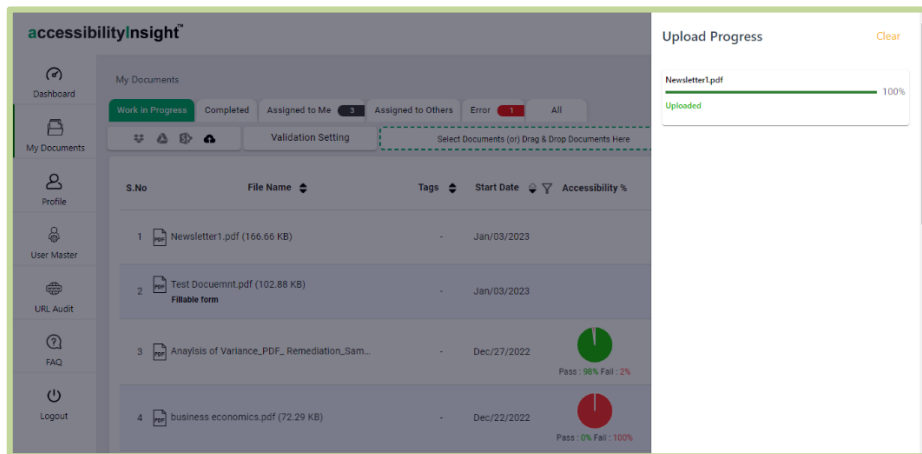 accessibilityInsight™
Upload Progress
Clear
Dashboard
My Documents
Profile
User Master
URL Audit
FAQ
Logout
My Documents
Work in Progress Completed Assigned to Me 3 Assigned to Others Error 1 All
Validation Setting Select Documents (or) Drag & Drop Documents Here
S.No File Name Tags Start Date Accessibility %
1 PDF Newsletter1.pdf (166.66 KB) - Jan/03/2023
2 PDF Test Docuemnt.pdf (102.88 KB) - Jan/03/2023
Fillable form
3 PDF Anaylsis of Variance_PDF_ Remediation_Sam... - Dec/27/2022
Pass : 98% Fail : 2%
4 PDF business economics.pdf (72.29 KB) - Dec/22/2022
Pass : 0% Fail : 100%
Newsletter1.pdf
100%
Uploaded